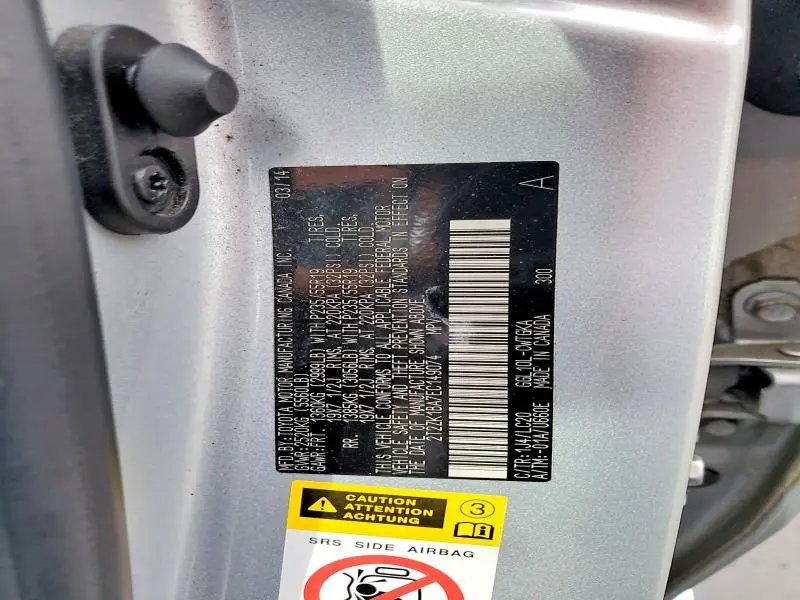 MFD.BY:TOYOTA MOTOR MANUFACTURING CANADA INC. 03/14
GVWR:2520KG(5560LB)
GAWR:FRT. 1360KG (2999LB) WITH P235/55R19 TIRES,
19X7 1/2J RIMS, AT 220KPA(32PSI) COLD.
RR. 1385KG (3056LB) WITH P235/55R19 TIRES,
19X7 1/2J RIMS, AT 220KPA(32PSI) COLD.
THIS VEHICLE CONFORMS TO ALL APPLICABLE FEDERAL MOTOR
VEHICLE SAFETY AND THEFT PREVENTION STANDARDS IN EFFECT ON
THE DATE OF MANUFACTURE SHOWN ABOVE.
2T2ZK1BA7EC149074 MPV
A
C/TR:1J4/LC20 GGL10L-CWTGKA 300
A/TM:-01A/U660E MADE IN CANADA
CAUTION
ATTENTION
ACHTUNG
3
SRS SIDE AIRBAG